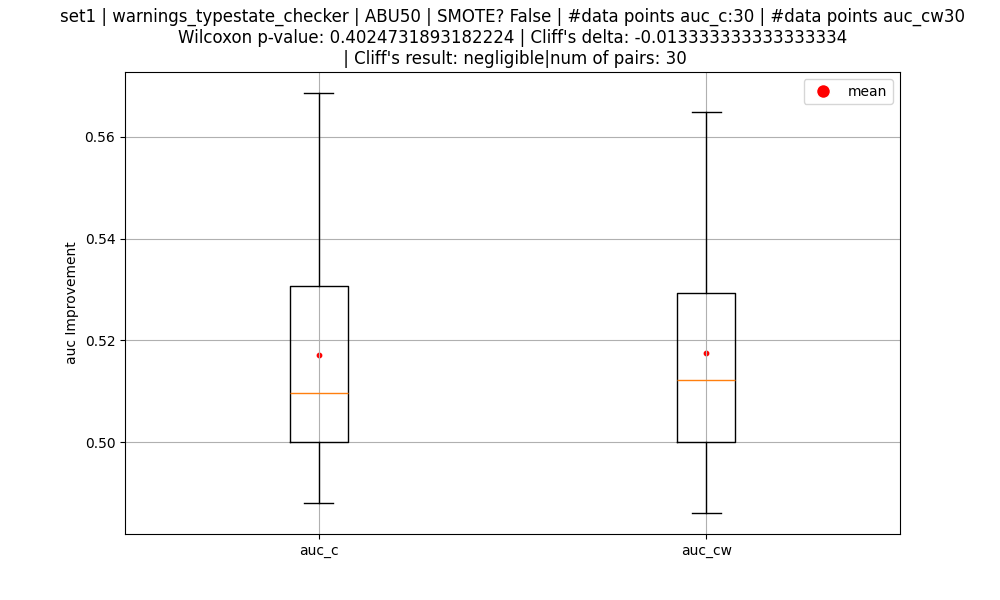 set1 | warnings_typestate_checker | ABU50 | SMOTE? False | #data points auc_c:30 | #data points auc_cw30
Wilcoxon p-value: 0.4024731893182224 | Cliff's delta: -0.013333333333333334
| Cliff's result: negligible|num of pairs: 30
mean
0.56
0.54
0.52
0.50
auc Improvement
auc_c
auc_cw